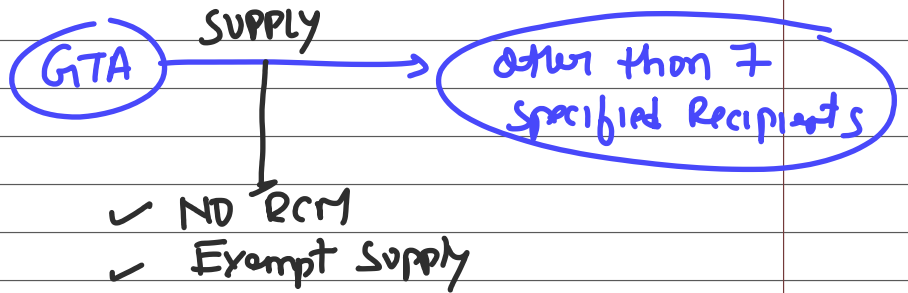 SUPPLY
GTA
Other than 7
Specified Recipients
✓ NO RCM
✓ Exempt Supply